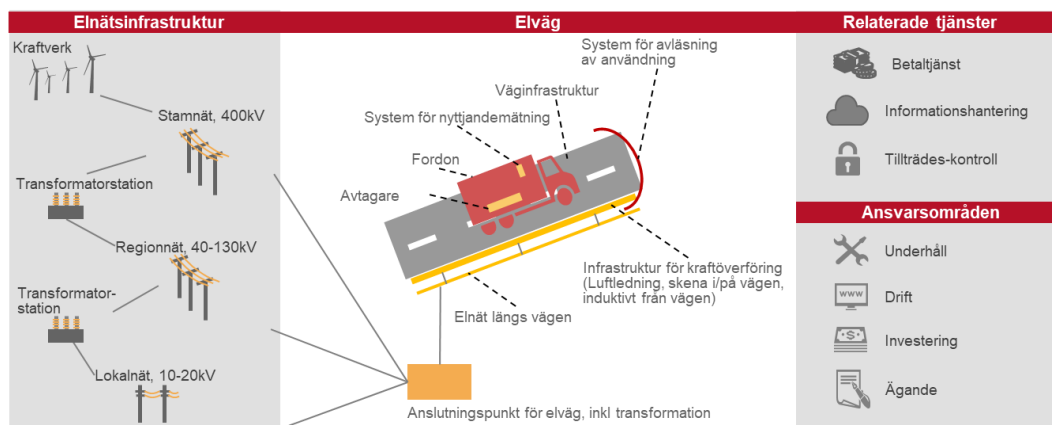 Elnätsinfrastruktur
Kraftverk
Stamnät, 400kV
Transformatorstation
Regionnät, 40-130kV
Transformator-
station
Lokalnät, 10-20kV
Elväg
System för avläsning
av användning
Väginfrastruktur
System för nyttjandemätning
Fordon
Avtagare
Infrastruktur för kraftöverföring
(Luftledning, skena i/på vägen,
induktivt från vägen)
Elnät längs vägen
Anslutningspunkt för elväg, inkl transformation
Relaterade tjänster
Betaltjänst
Informationshantering
Tillträdes-kontroll
Ansvarsområden
Underhåll
www
Drift
$
Investering
Ägande